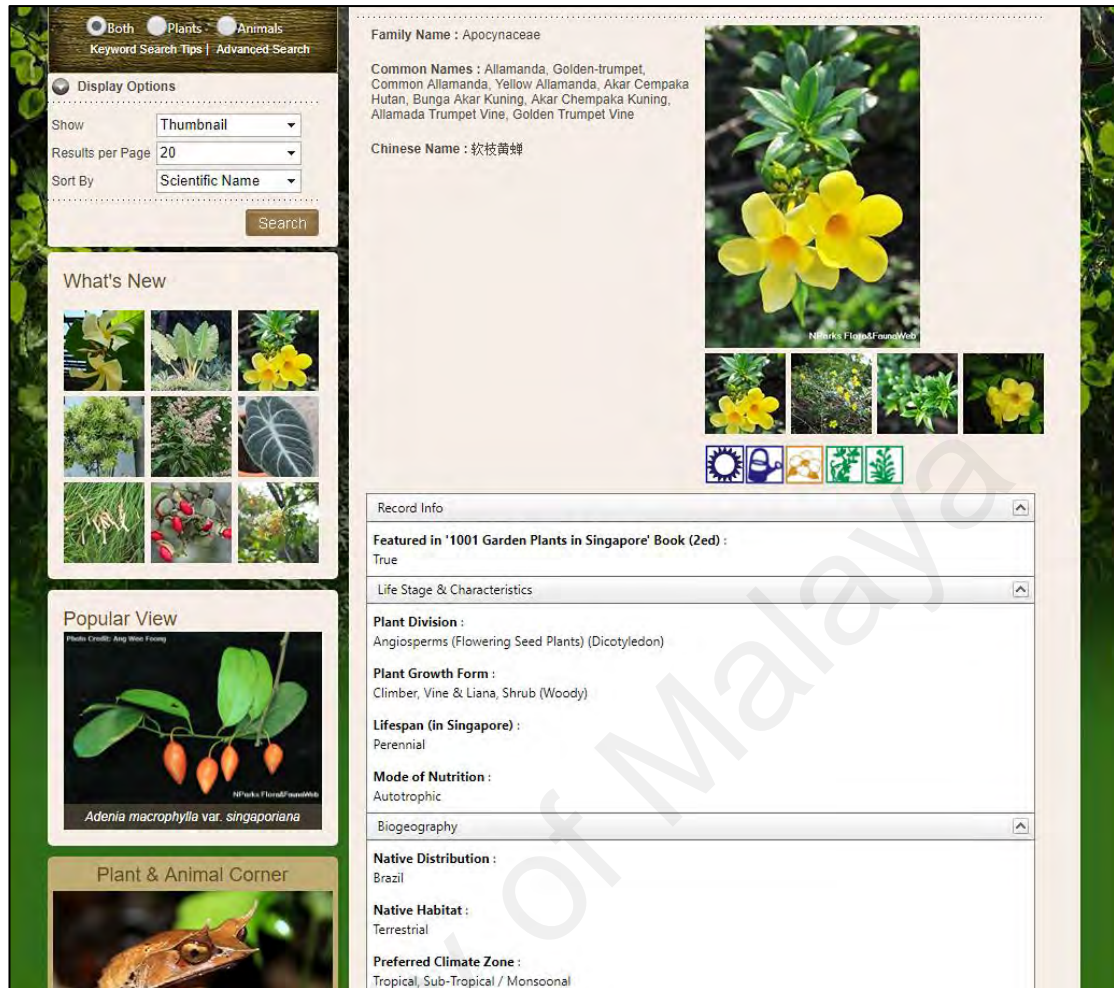 Both Plants Animals
Keyword Search Tips | Advanced Search
Display Options
Show Thumbnail
Results per Page 20
Sort By Scientific Name
Search
What's New
Popular View
Photo Credit: Ang Wee Foong
NParks Flora&FaunaWeb
Adenia macrophylla var. singaporiana
Plant & Animal Corner
Family Name : Apocynaceae
Common Names : Allamanda, Golden-trumpet,
Common Allamanda, Yellow Allamanda, Akar Cempaka
Hutan, Bunga Akar Kuning, Akar Chempaka Kuning,
Allamada Trumpet Vine, Golden Trumpet Vine
Chinese Name : 软枝黄蝉
NParks Flora&FaunaWeb
Record Info
Featured in '1001 Garden Plants in Singapore' Book (2ed) :
True
Life Stage & Characteristics
Plant Division :
Angiosperms (Flowering Seed Plants) (Dicotyledon)
Plant Growth Form :
Climber, Vine & Liana, Shrub (Woody)
Lifespan (in Singapore) :
Perennial
Mode of Nutrition :
Autotrophic
Biogeography
Native Distribution :
Brazil
Native Habitat :
Terrestrial
Preferred Climate Zone :
Tropical, Sub-Tropical / Monsoonal
of Malaya